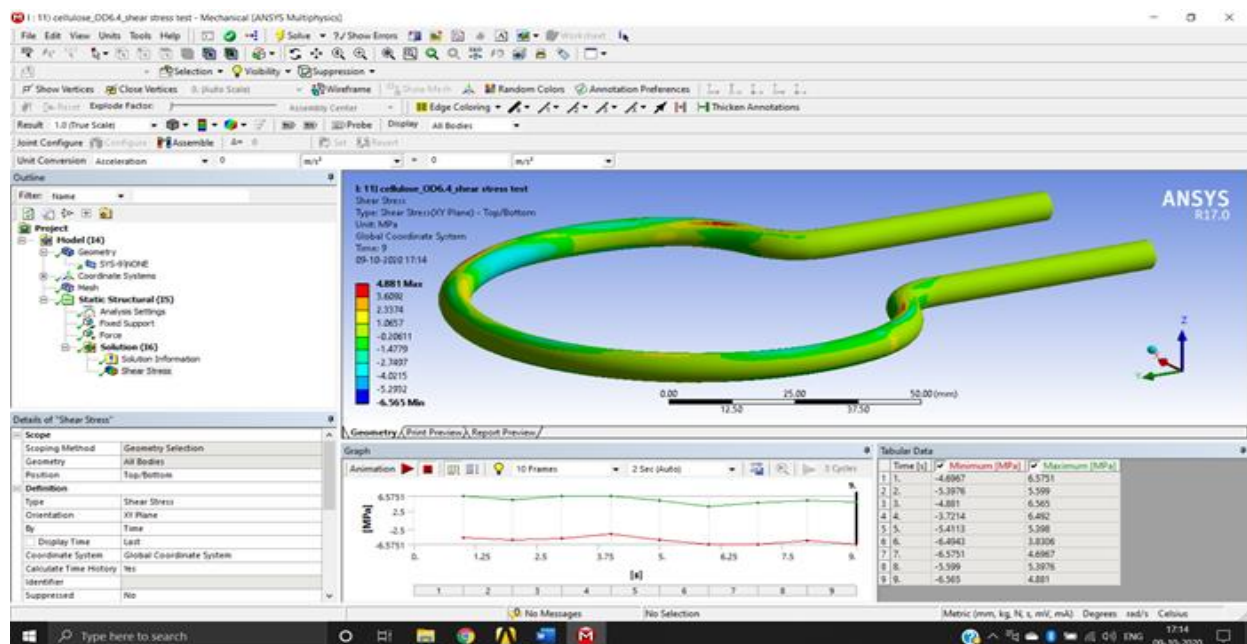 I : 11) cellulose_OD6.4_shear stress test - Mechanical [ANSYS Multiphysics]
File Edit View Units Tools Help Solve ?/ Show Errors Worksheet
Selection Visibility Suppression
Show Vertices Close Vertices 0. (Auto Scale) Wireframe Show Mesh Random Colors Annotation Preferences
Reset Explode Factor: Assembly Center Edge Coloring Thicken Annotations
Result 1.0 (True Scale) Probe Display All Bodies
Joint Configure Configure Assemble Δ= 0 Set Revert
Unit Conversion Acceleration 0 m/s² = 0 m/s²
Outline
Filter: Name
Project
Model (I4)
Geometry
SYS-9\NONE
Coordinate Systems
Mesh
Static Structural (I5)
Analysis Settings
Fixed Support
Force
Solution (I6)
Solution Information
Shear Stress
Details of "Shear Stress"
Scope
Scoping Method Geometry Selection
Geometry All Bodies
Position Top/Bottom
Definition
Type Shear Stress
Orientation XY Plane
By Time
Display Time Last
Coordinate System Global Coordinate System
Calculate Time History Yes
Identifier
Suppressed No
I: 11) cellulose_OD6.4_shear stress test
Shear Stress
Type: Shear Stress(XY Plane) - Top/Bottom
Unit: MPa
Global Coordinate System
Time: 9
09-10-2020 17:14
4.881 Max
3.6092
2.3374
1.0657
-0.20611
-1.4779
-2.7497
-4.0215
-5.2932
-6.565 Min
ANSYS
R17.0
Z
Y
0.00 25.00 50.00 (mm)
12.50 37.50
Geometry Print Preview Report Preview
Graph
Animation 10 Frames 2 Sec (Auto) 3 Cycles
9.
6.5751
2.5
-2.5
-6.5751
[MPa]
0. 1.25 2.5 3.75 5. 6.25 7.5 9.
[s]
1 2 3 4 5 6 7 8 9
Tabular Data
Time [s] Minimum [MPa] Maximum [MPa]
1 1. -4.6967 6.5751
2 2. -5.3976 5.599
3 3. -4.881 6.565
4 4. -3.7214 6.492
5 5. -5.4113 5.398
6 6. -6.4943 3.8306
7 7. -6.5751 4.6967
8 8. -5.599 5.3976
9 9. -6.565 4.881
No Messages No Selection Metric (mm, kg, N, s, mV, mA) Degrees rad/s Celsius
Type here to search ENG 17:14
09-10-2020